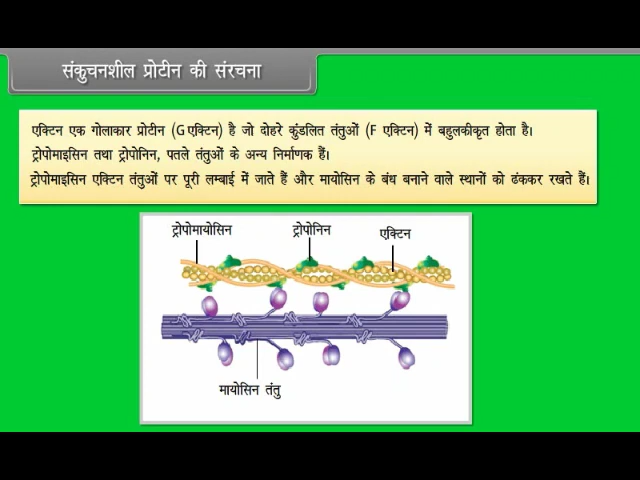 संकुचनशील प्रोटीन की संरचना
एक्टिन एक गोलाकार प्रोटीन (G एक्टिन) है जो दोहरे कुंडलित तंतुओं (F एक्टिन) में बहुलकीकृत होता है।
ट्रोपोमाइसिन तथा ट्रोपोनिन, पतले तंतुओं के अन्य निर्माणक हैं।
ट्रोपोमाइसिन एक्टिन तंतुओं पर पूरी लम्बाई में जाते हैं और मायोसिन के बंध बनाने वाले स्थानों को ढंककर रखते हैं।
ट्रोपोमायोसिन ट्रोपोनिन एक्टिन
मायोसिन तंतु